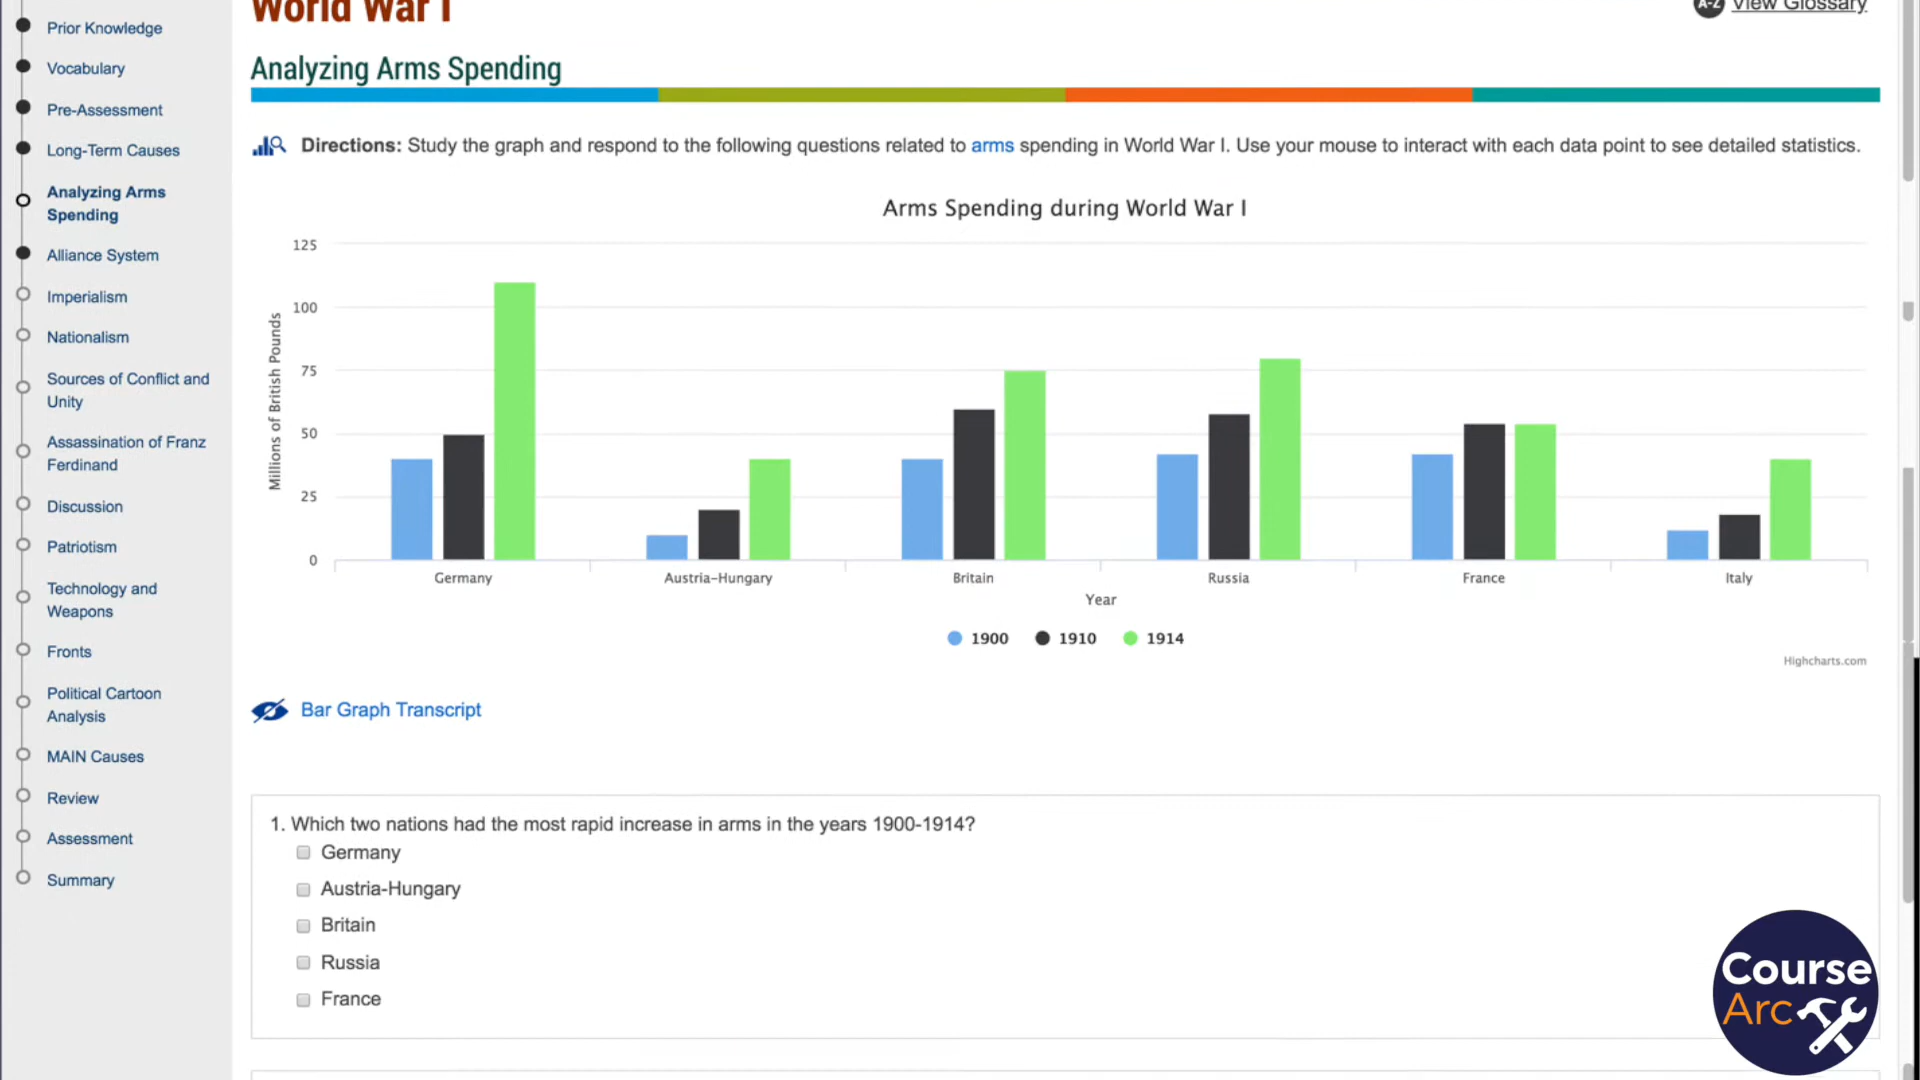 World War I
A-Z View Glossary
Prior Knowledge
Vocabulary
Pre-Assessment
Long-Term Causes
Analyzing Arms
Spending
Alliance System
Imperialism
Nationalism
Sources of Conflict and
Unity
Assassination of Franz
Ferdinand
Discussion
Patriotism
Technology and
Weapons
Fronts
Political Cartoon
Analysis
MAIN Causes
Review
Assessment
Summary
Analyzing Arms Spending
Directions: Study the graph and respond to the following questions related to arms spending in World War I. Use your mouse to interact with each data point to see detailed statistics.
Arms Spending during World War I
Millions of British Pounds
125
100
75
50
25
0
Germany Austria-Hungary Britain Russia France Italy
Year
1900 1910 1914
Highcharts.com
Bar Graph Transcript
1. Which two nations had the most rapid increase in arms in the years 1900-1914?
Germany
Austria-Hungary
Britain
Russia
France
Course
Arc